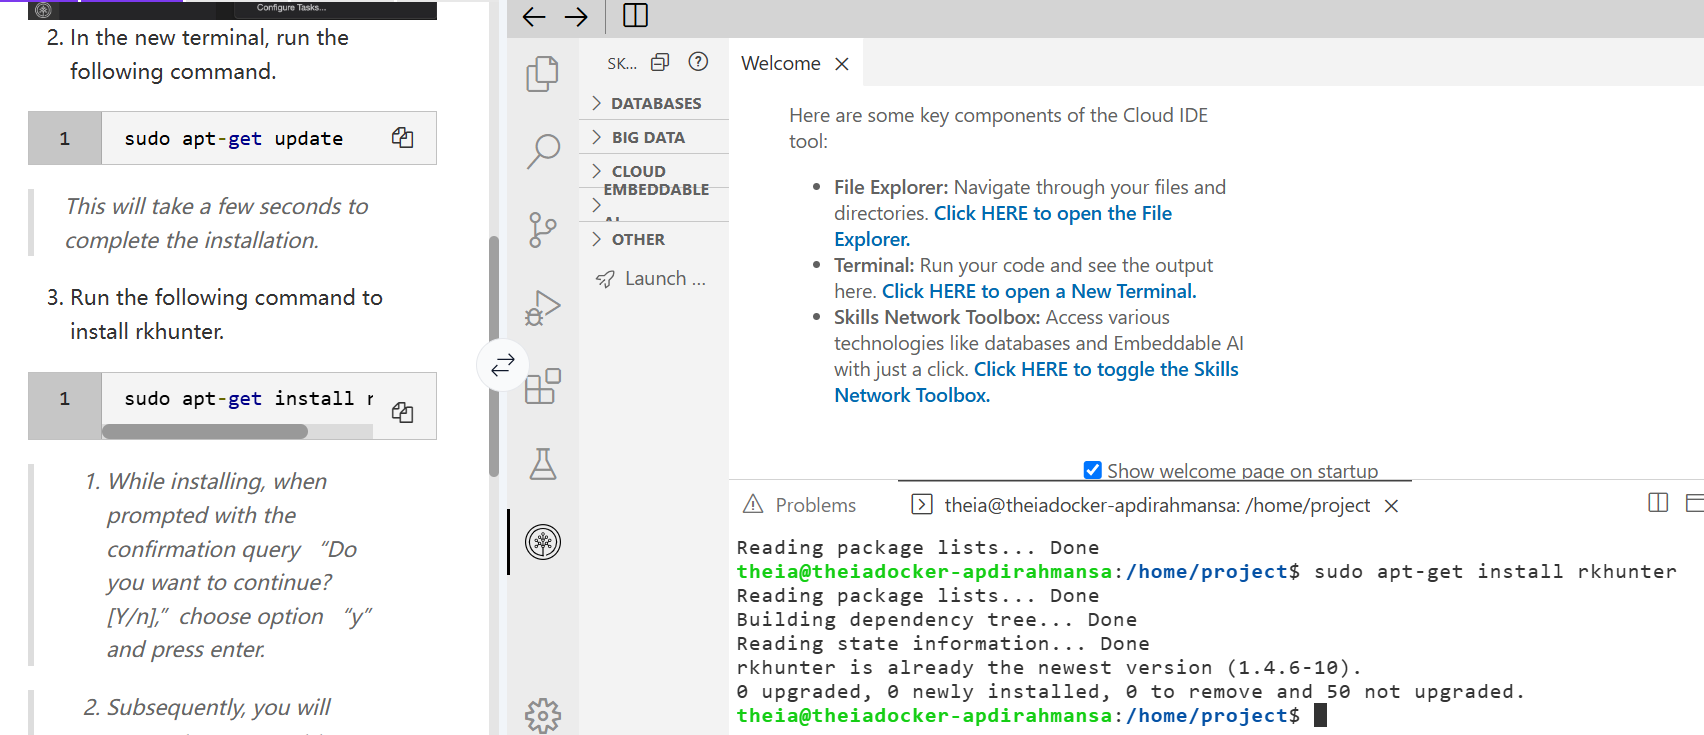 Configure Tasks...
2. In the new terminal, run the
following command.
1 sudo apt-get update
This will take a few seconds to
complete the installation.
3. Run the following command to
install rkhunter.
1 sudo apt-get install r
1. While installing, when
prompted with the
confirmation query “Do
you want to continue?
[Y/n],” choose option “y”
and press enter.
2. Subsequently, you will
SK...
DATABASES
BIG DATA
CLOUD
EMBEDDABLE
AI
OTHER
Launch ...
Welcome
Here are some key components of the Cloud IDE
tool:
• File Explorer: Navigate through your files and
directories. Click HERE to open the File
Explorer.
• Terminal: Run your code and see the output
here. Click HERE to open a New Terminal.
• Skills Network Toolbox: Access various
technologies like databases and Embeddable AI
with just a click. Click HERE to toggle the Skills
Network Toolbox.
Show welcome page on startup
Problems
theia@theiadocker-apdirahmansa: /home/project
Reading package lists... Done
theia@theiadocker-apdirahmansa:/home/project$ sudo apt-get install rkhunter
Reading package lists... Done
Building dependency tree... Done
Reading state information... Done
rkhunter is already the newest version (1.4.6-10).
0 upgraded, 0 newly installed, 0 to remove and 50 not upgraded.
theia@theiadocker-apdirahmansa:/home/project$